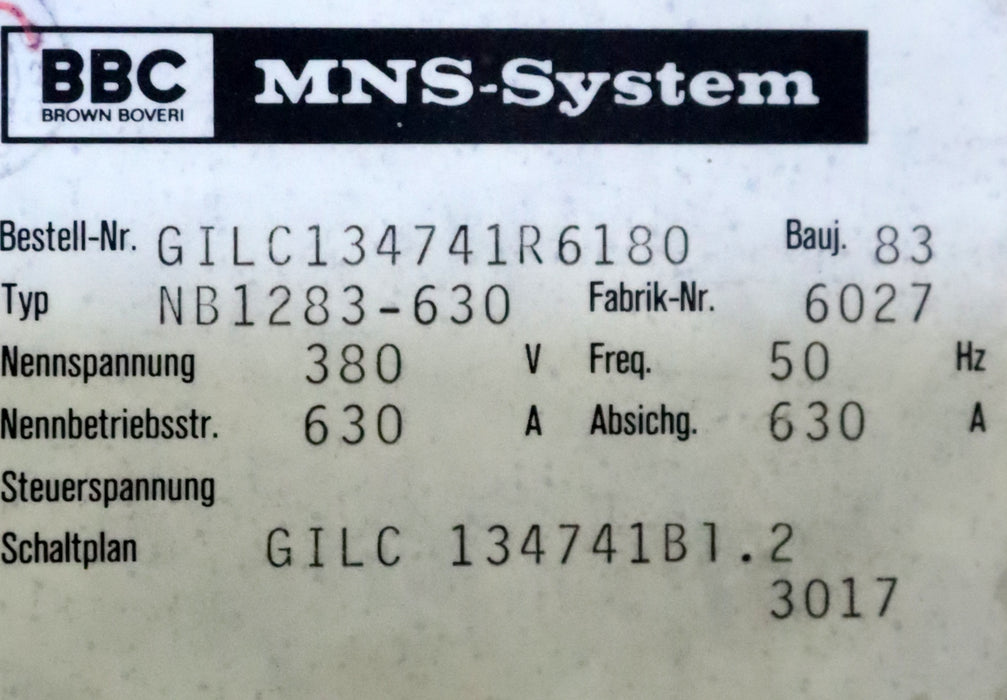 BBC MNS-System
BROWN BOVERI
Bestell-Nr. GILC134741R6180 Bauj. 83
Typ NB1283-630 Fabrik-Nr. 6027
Nennspannung 380 V Freq. 50 Hz
Nennbetriebsstr. 630 A Absichg. 630 A
Steuerspannung
Schaltplan GILC 134741B1.2
3017